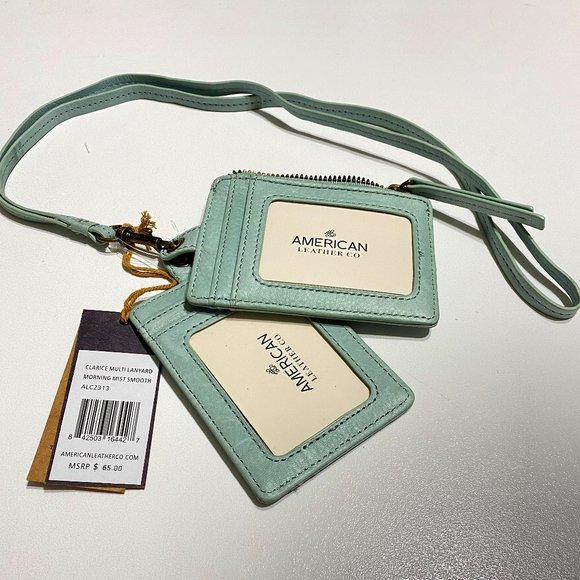 the
AMERICAN
LEATHER CO
the
AMERICAN
LEATHER CO
CLARICE MULTI LANYARD
MORNING MIST SMOOTH
ALC2313
8 42503 16442 7
AMERICANLEATHERCO.COM
MSRP $ 65.00